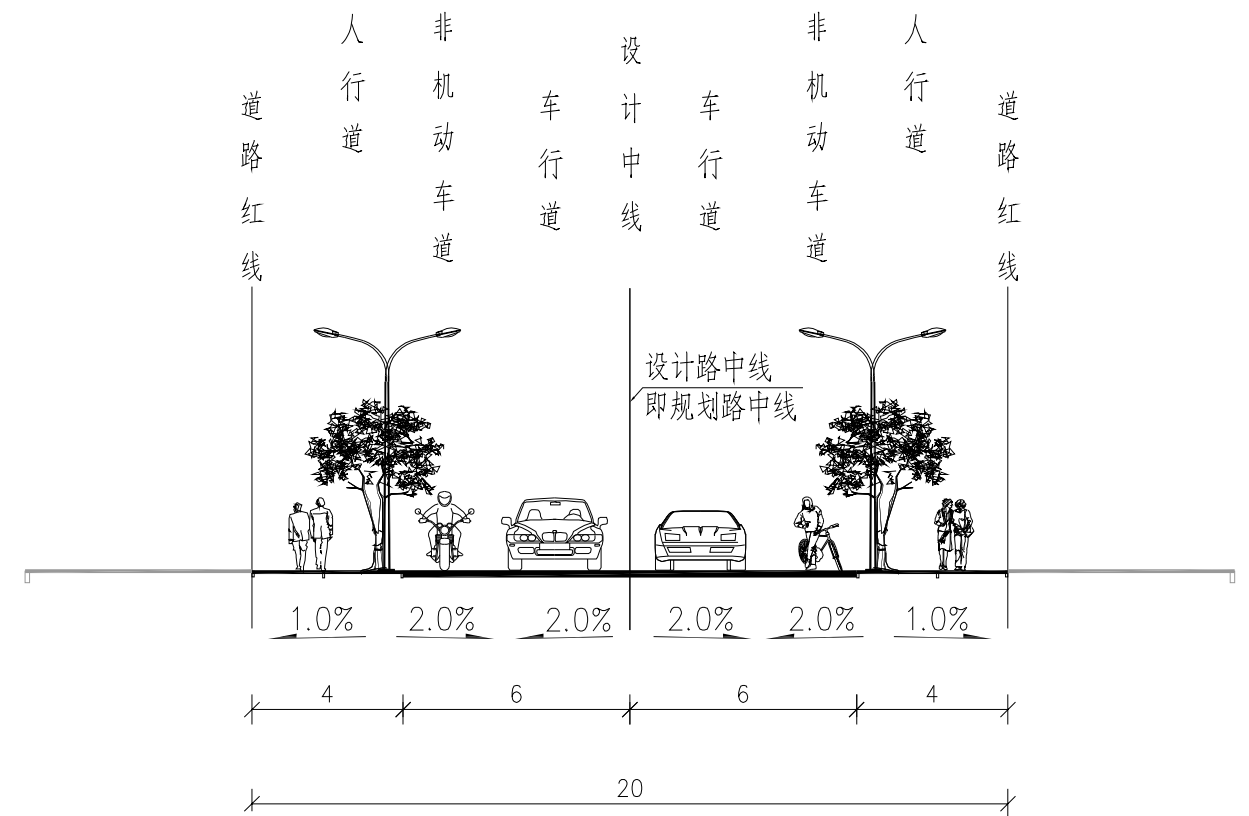 道路红线
人行道
非机动车道
车行道
设计中线
车行道
非机动车道
人行道
道路红线
设计路中线
即规划路中线
1.0%
2.0%
2.0%
2.0%
2.0%
1.0%
4
6
6
4
20